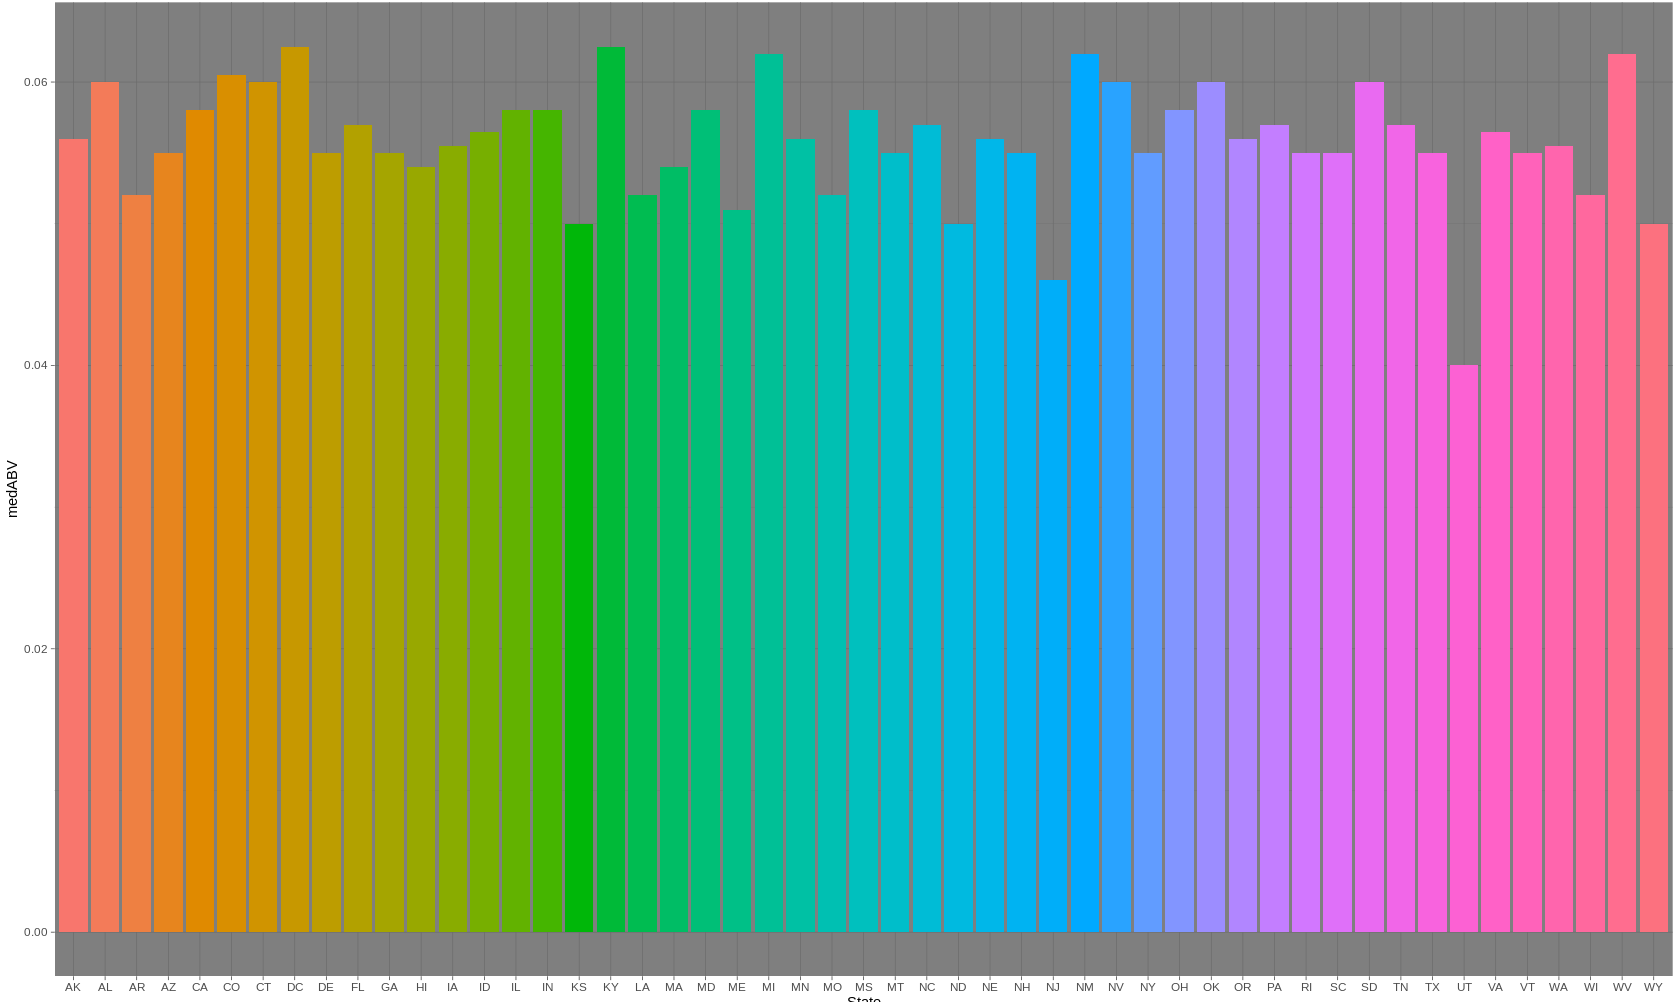 0.06
0.04
0.02
0.00
medABV
AK AL AR AZ CA CO CT DC DE FL GA HI IA ID IL IN KS KY LA MA MD ME MI MN MO MS MT NC ND NE NH NJ NM NV NY OH OK OR PA RI SC SD TN TX UT VA VT WA WI WV WY
State